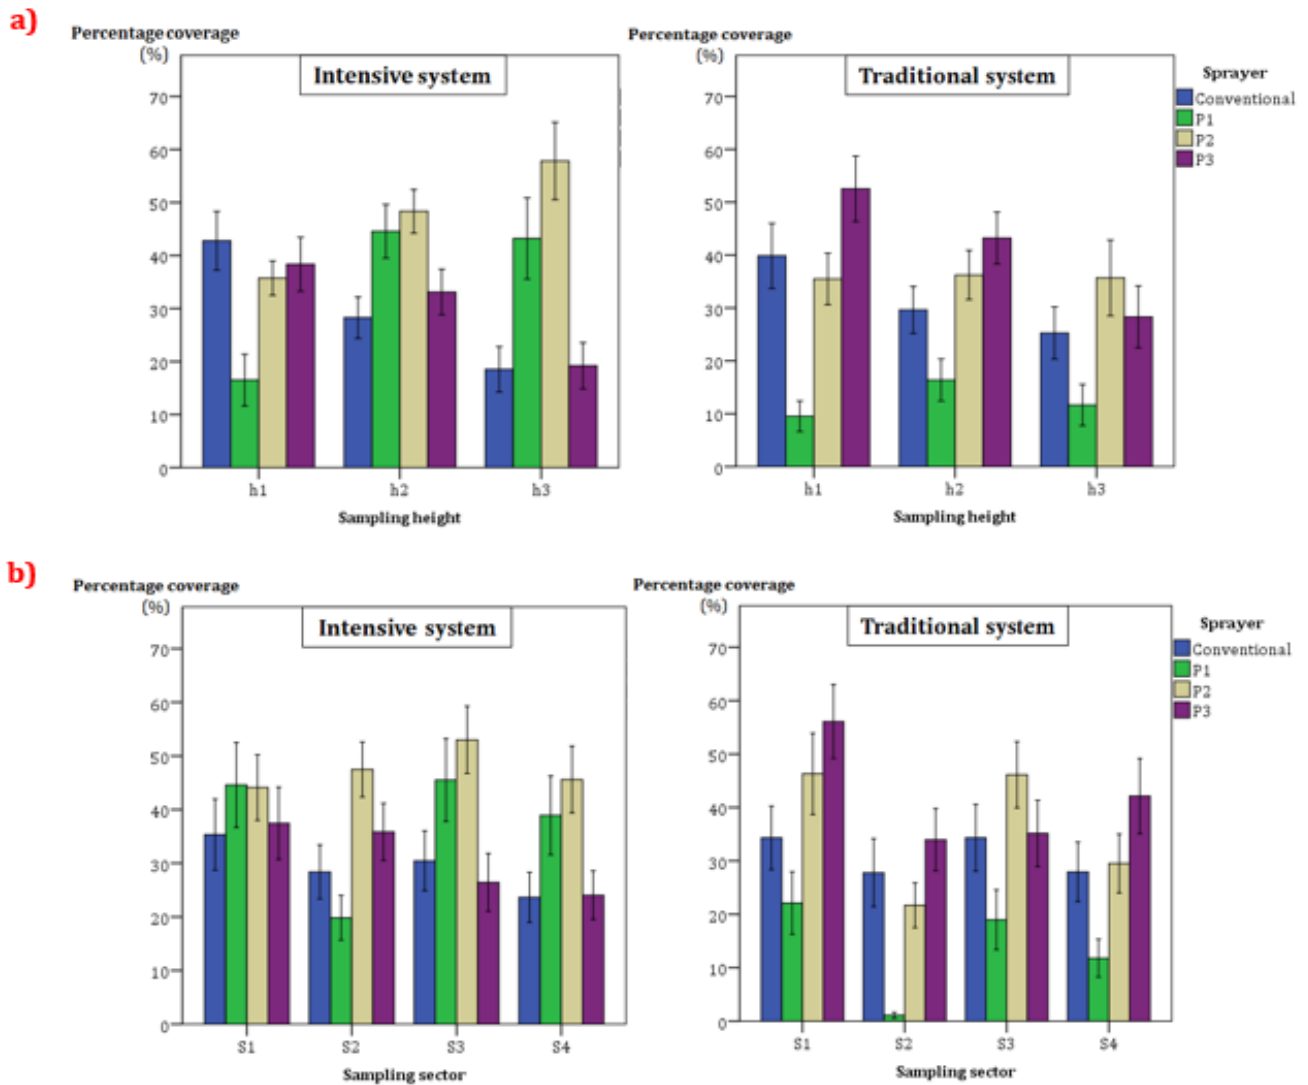 a)
Percentage coverage
(%)
Intensive system
70
60
50
40
30
20
10
0
h1 h2 h3
Sampling height
Percentage coverage
(%)
Traditional system
70
60
50
40
30
20
10
0
h1 h2 h3
Sampling height
Sprayer
Conventional
P1
P2
P3
b)
Percentage coverage
(%)
Intensive system
70
60
50
40
30
20
10
0
S1 S2 S3 S4
Sampling sector
Percentage coverage
(%)
Traditional system
70
60
50
40
30
20
10
0
S1 S2 S3 S4
Sampling sector
Sprayer
Conventional
P1
P2
P3